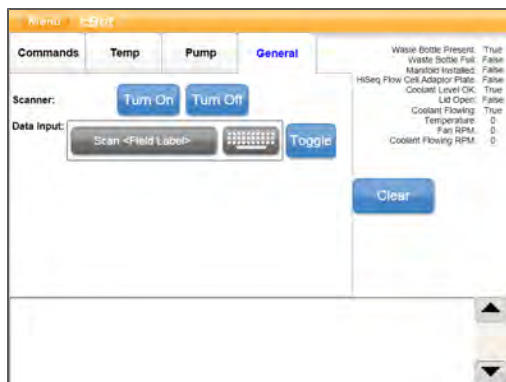 Menu cBot
Commands Temp Pump General
Scanner: Turn On Turn Off
Data Input: Scan <Field Label> Toggle
Waste Bottle Present: True
Waste Bottle Full: False
Manifold Installed: False
HiSeq Flow Cell Adaptor Plate: False
Coolant Level OK: True
Lid Open: False
Coolant Flowing: True
Temperature: 0
Fan RPM: 0
Coolant Flowing RPM: 0
Clear